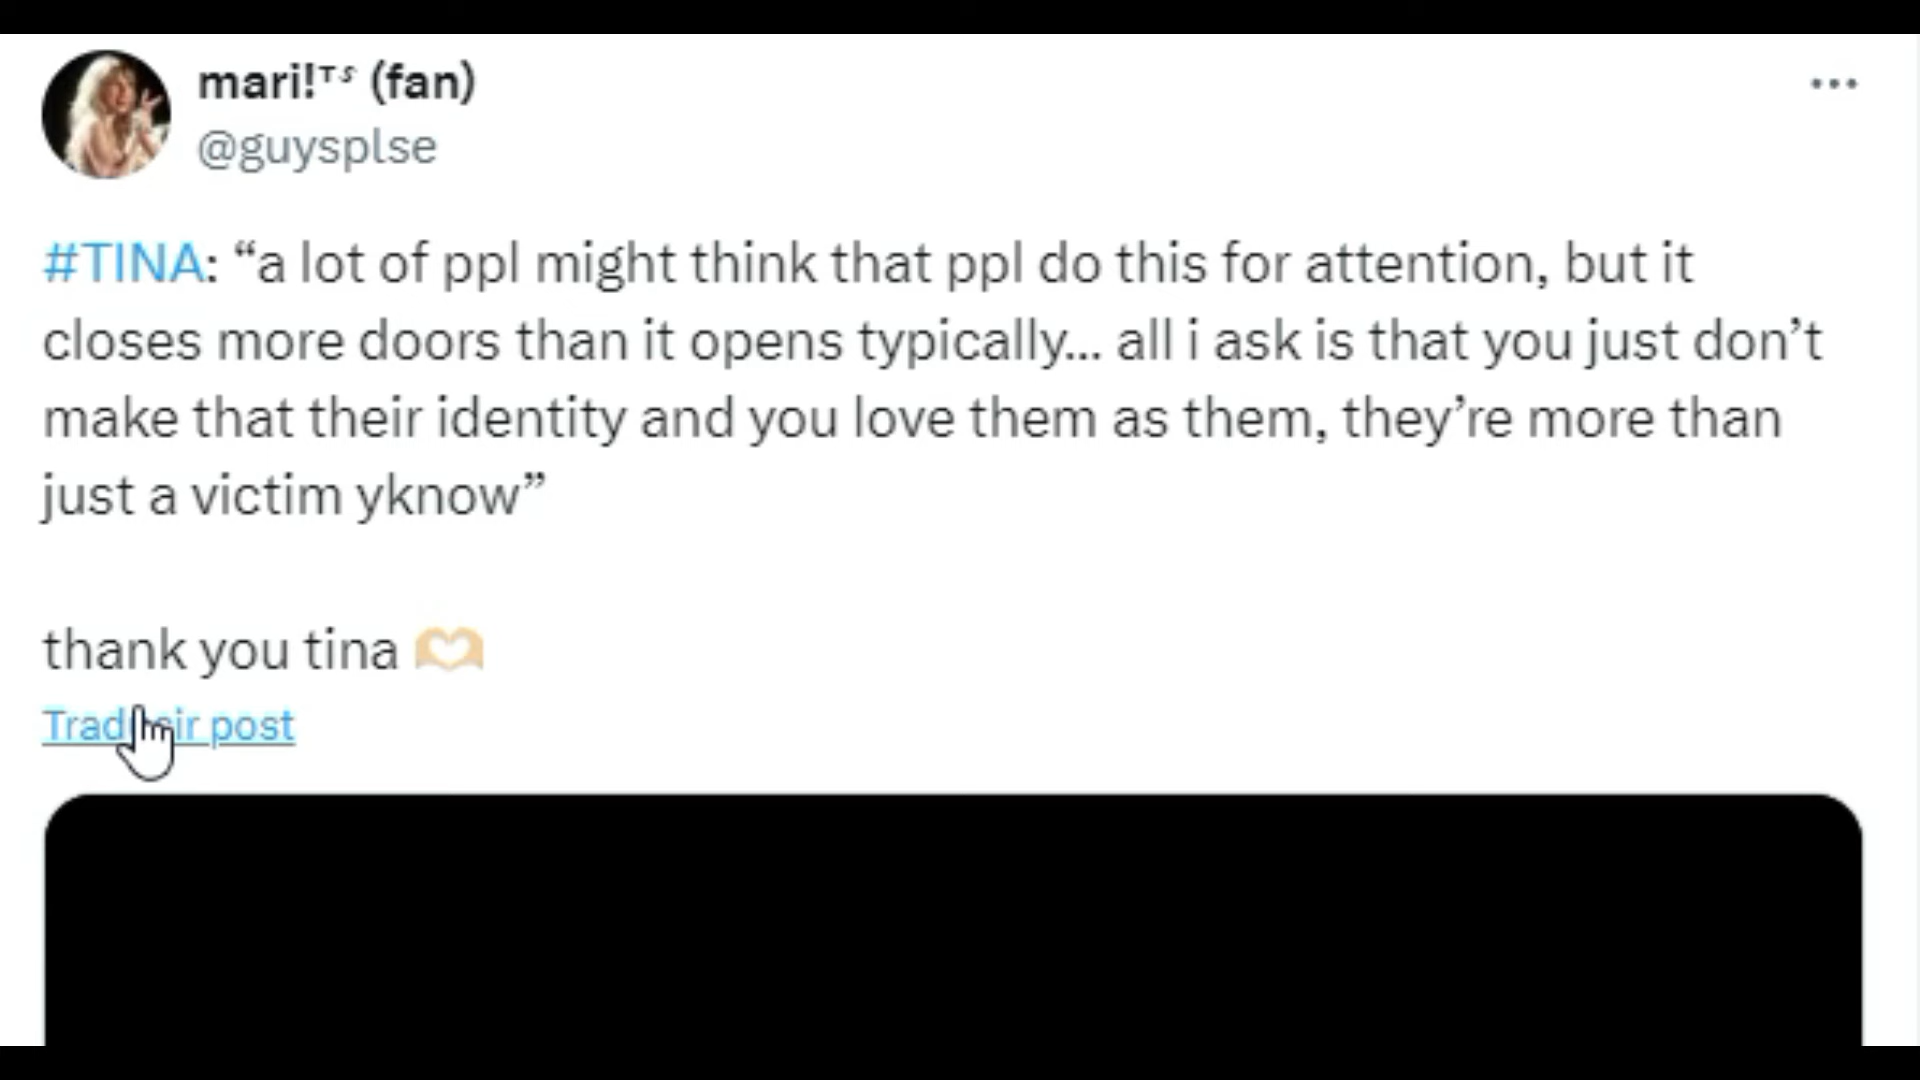 mari!ᵀˢ (fan)
@guysplse
#TINA: “a lot of ppl might think that ppl do this for attention, but it
closes more doors than it opens typically... all i ask is that you just don’t
make that their identity and you love them as them, they’re more than
just a victim yknow”
thank you tina 🫶🏼
post